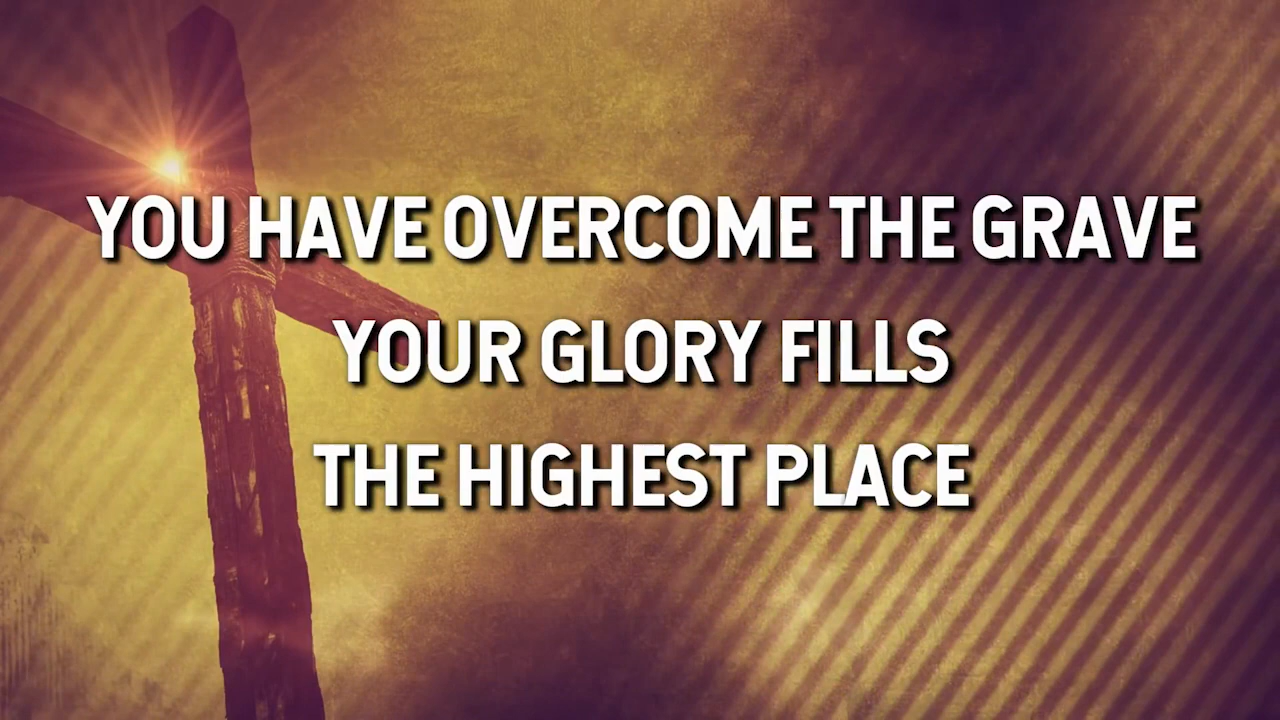 YOU HAVE OVERCOME THE GRAVE
YOUR GLORY FILLS
THE HIGHEST PLACE